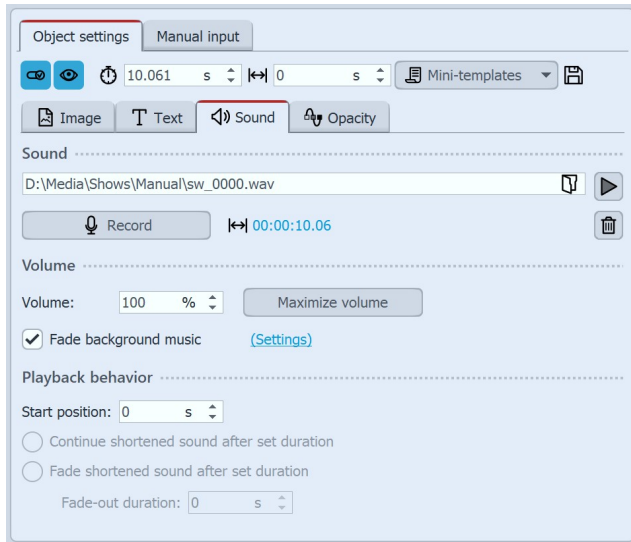 Object settings Manual input
10.061 s 0 s Mini-templates
Image Text Sound Opacity
Sound
D:\Media\Shows\Manual\sw_0000.wav
Record 00:00:10.06
Volume
Volume: 100 % Maximize volume
Fade background music (Settings)
Playback behavior
Start position: 0 s
Continue shortened sound after set duration
Fade shortened sound after set duration
Fade-out duration: 0 s